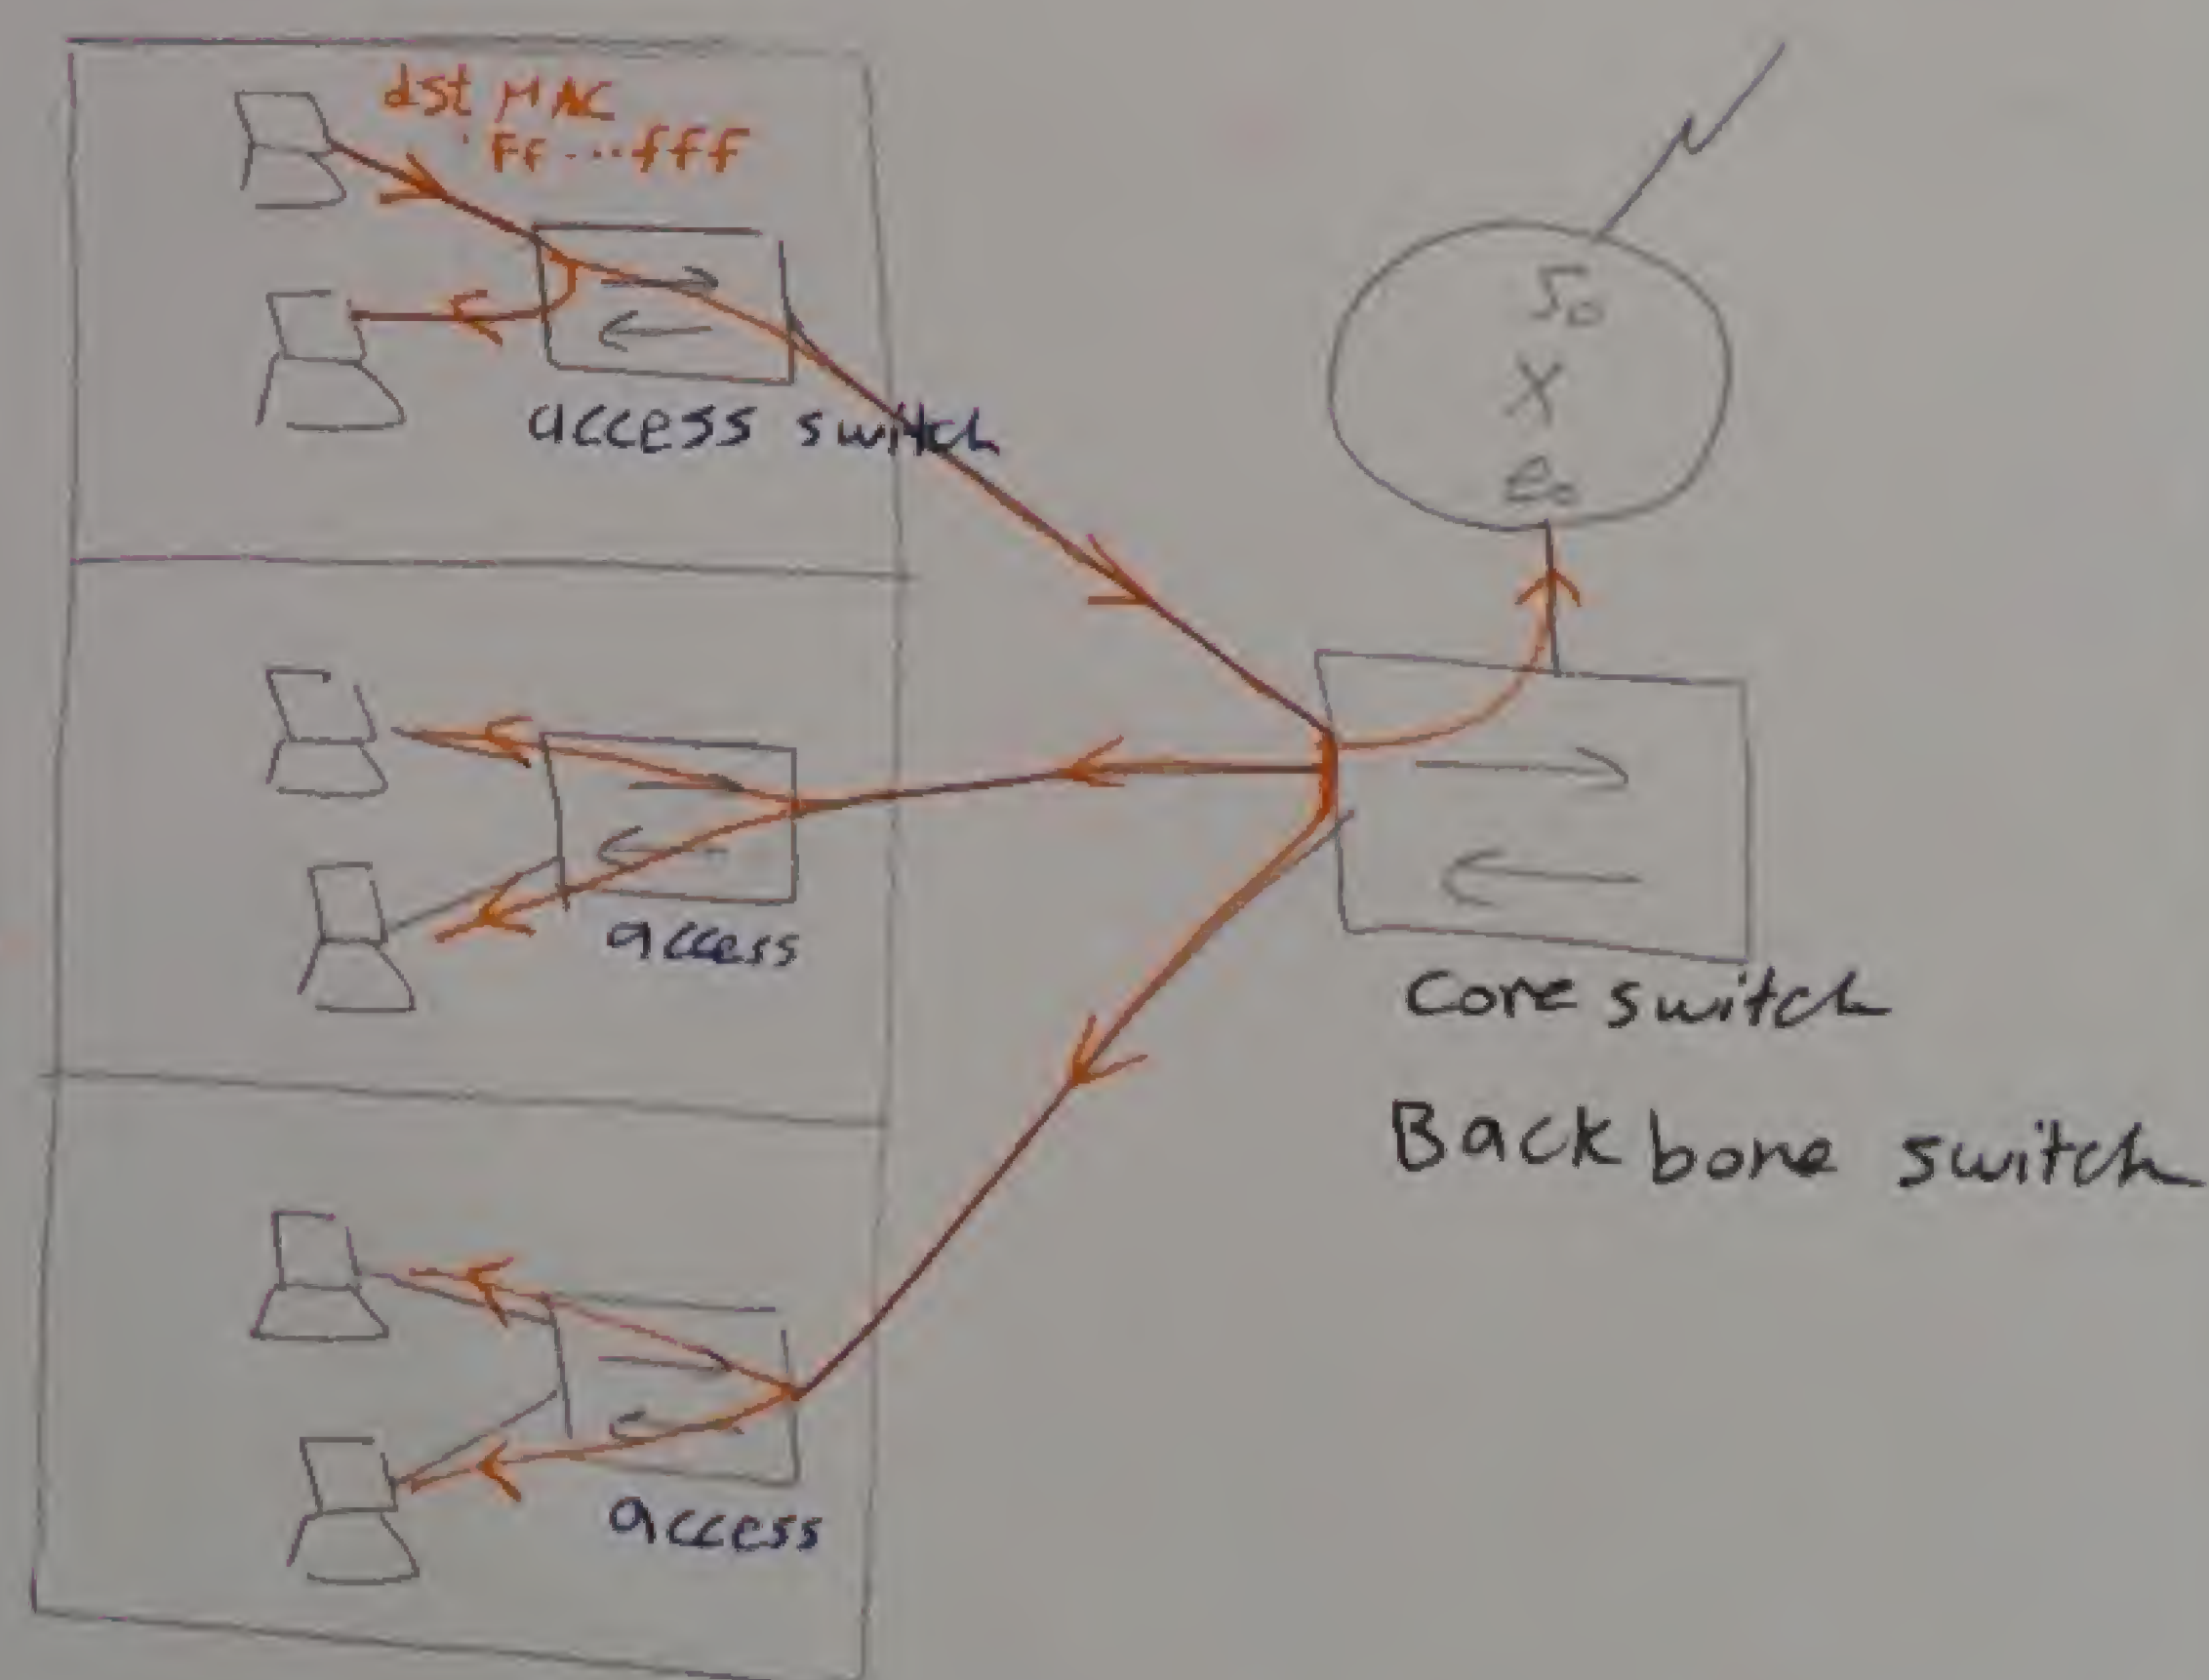 dst MAC
FF...fff
access switch
S0
X
e0
access
Core switch
Backbone switch
access